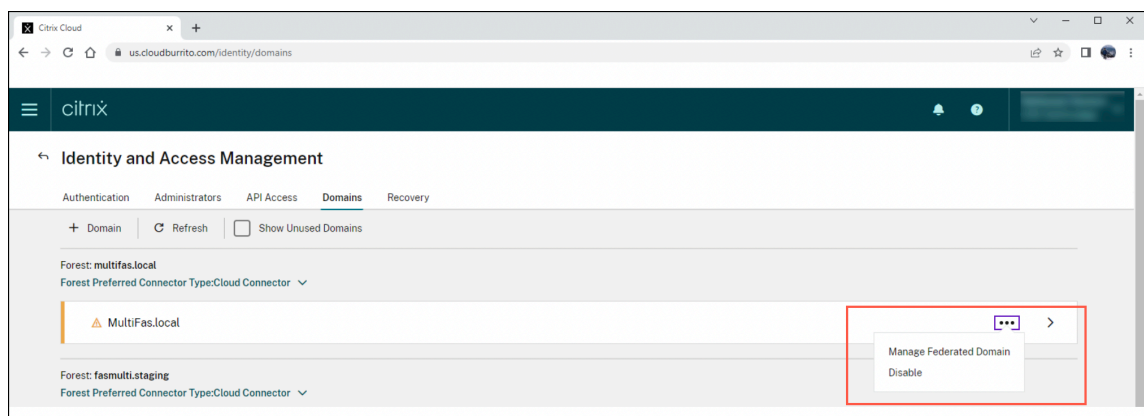 Citrix Cloud
us.cloudburrito.com/identity/domains
citrix
Identity and Access Management
Authentication Administrators API Access Domains Recovery
+ Domain Refresh Show Unused Domains
Forest: multifas.local
Forest Preferred Connector Type:Cloud Connector
MultiFas.local
Manage Federated Domain
Disable
Forest: fasmulti.staging
Forest Preferred Connector Type:Cloud Connector